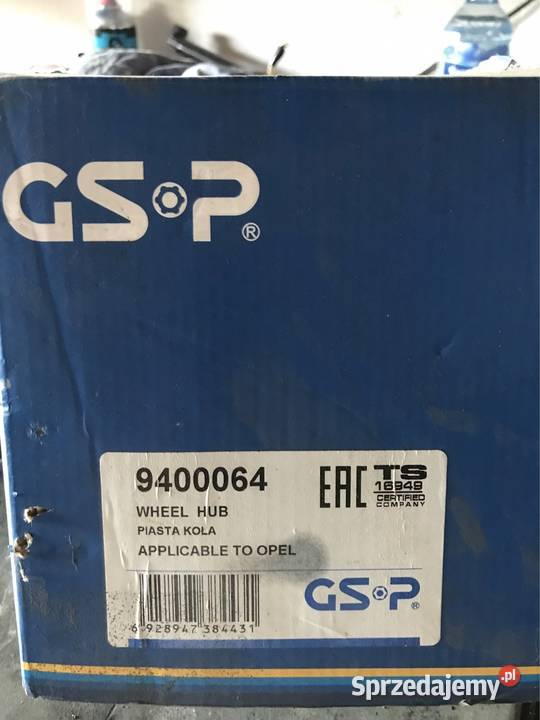 GSP®
9400064
WHEEL HUB
PIASTA KOLA
APPLICABLE TO OPEL
EAC
TS
16949
CERTIFIED
COMPANY
6 928947 384431
GSP®
Sprzedajemy.pl